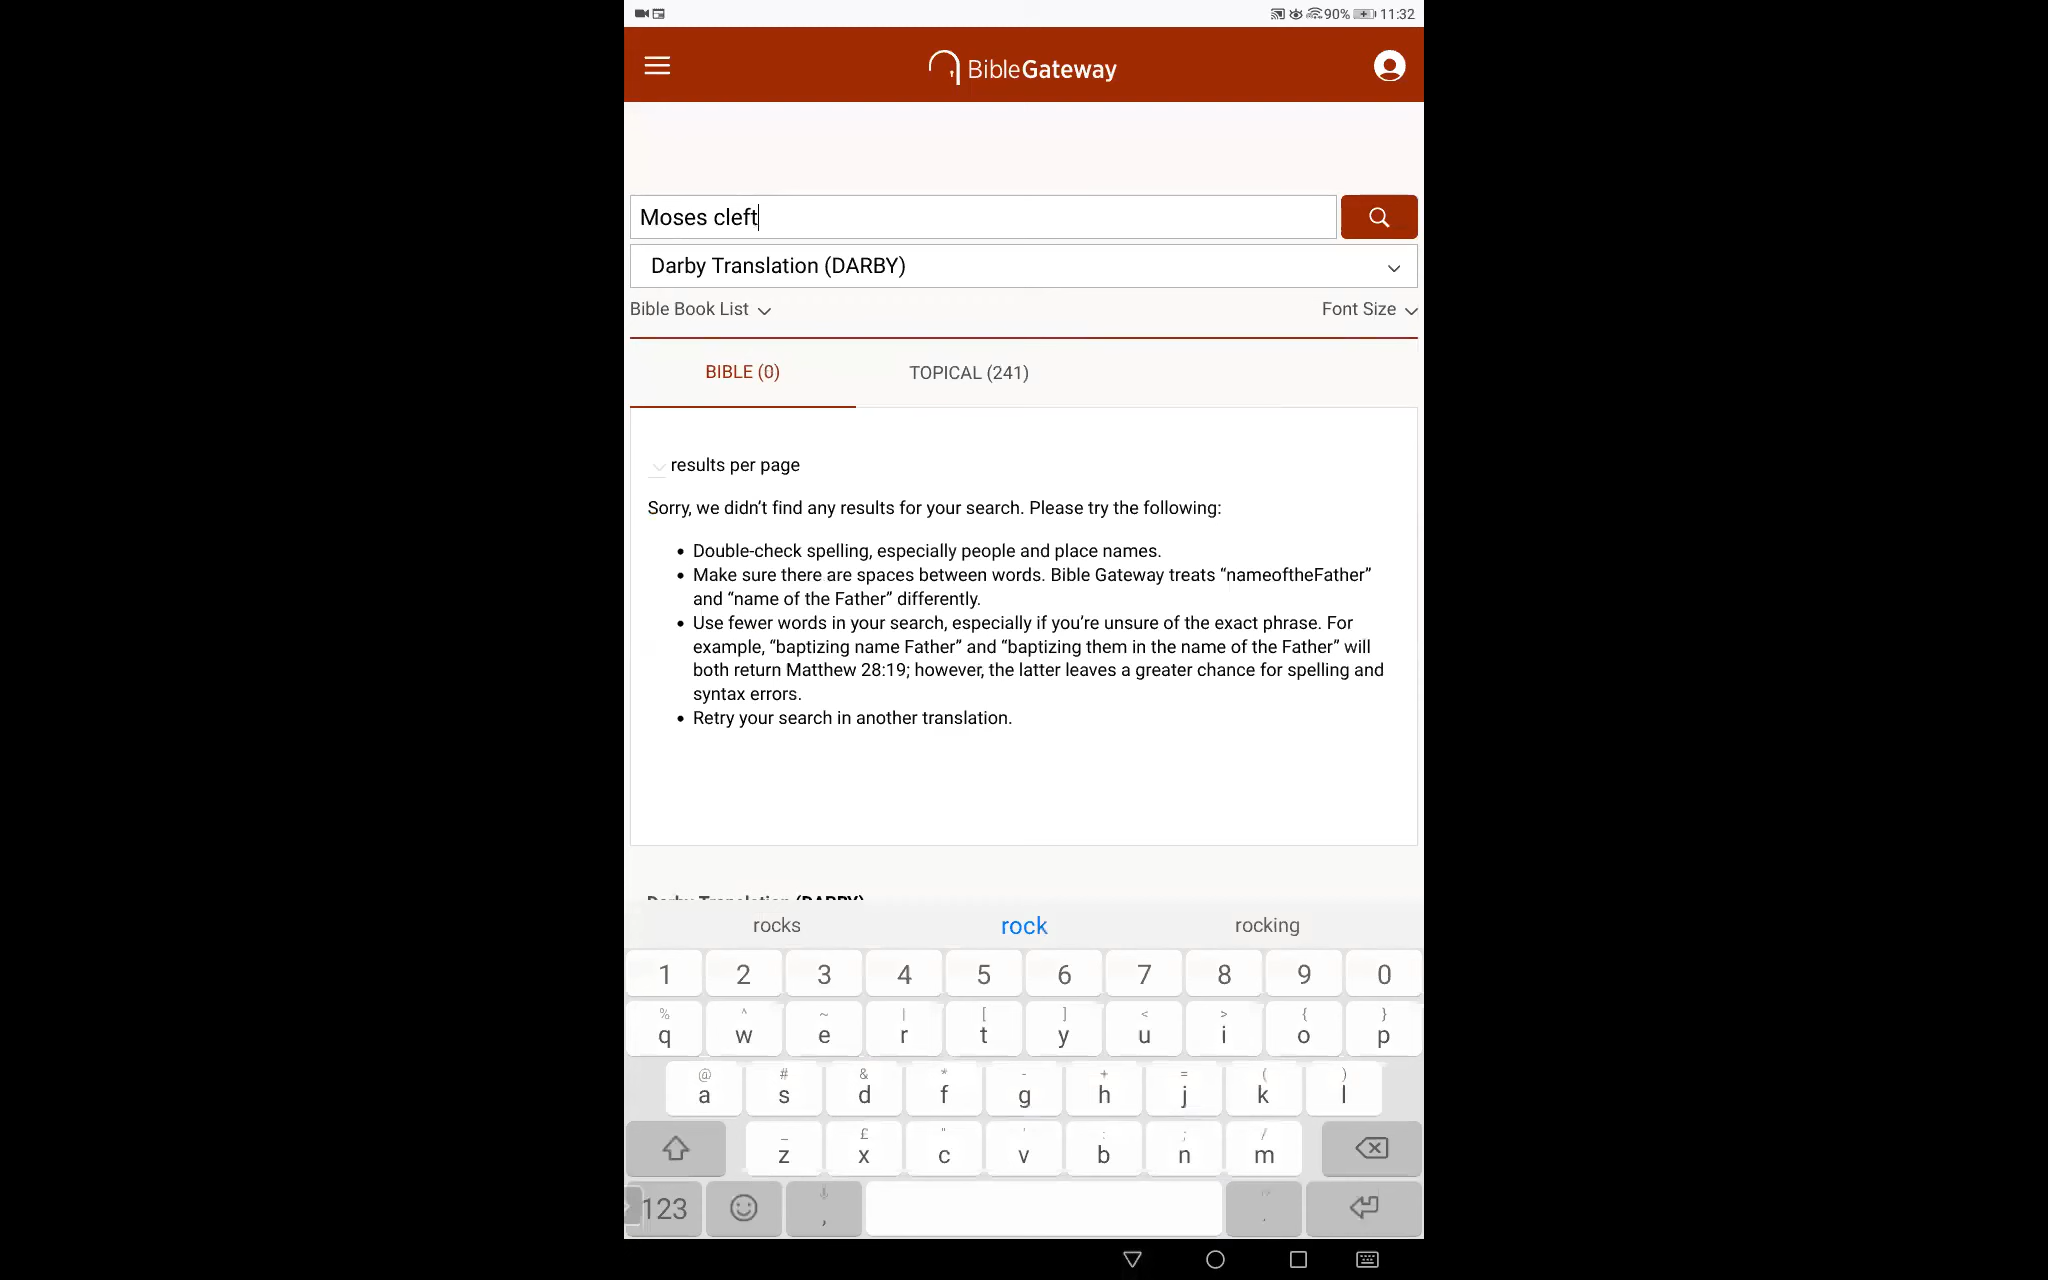 90% 11:32
BibleGateway
Moses cleft
Darby Translation (DARBY)
Bible Book List
Font Size
BIBLE (0)
TOPICAL (241)
results per page
Sorry, we didn’t find any results for your search. Please try the following:
• Double-check spelling, especially people and place names.
• Make sure there are spaces between words. Bible Gateway treats “nameoftheFather”
and “name of the Father” differently.
• Use fewer words in your search, especially if you’re unsure of the exact phrase. For
example, “baptizing name Father” and “baptizing them in the name of the Father” will
both return Matthew 28:19; however, the latter leaves a greater chance for spelling and
syntax errors.
• Retry your search in another translation.
Darby Translation (DARBY)
rocks rock rocking
1 2 3 4 5 6 7 8 9 0
% ^ ~ | [ ] < > { }
q w e r t y u i o p
@ # & * - + = ( )
a s d f g h j k l
_ £ " ' : ; /
z x c v b n m
123 ,